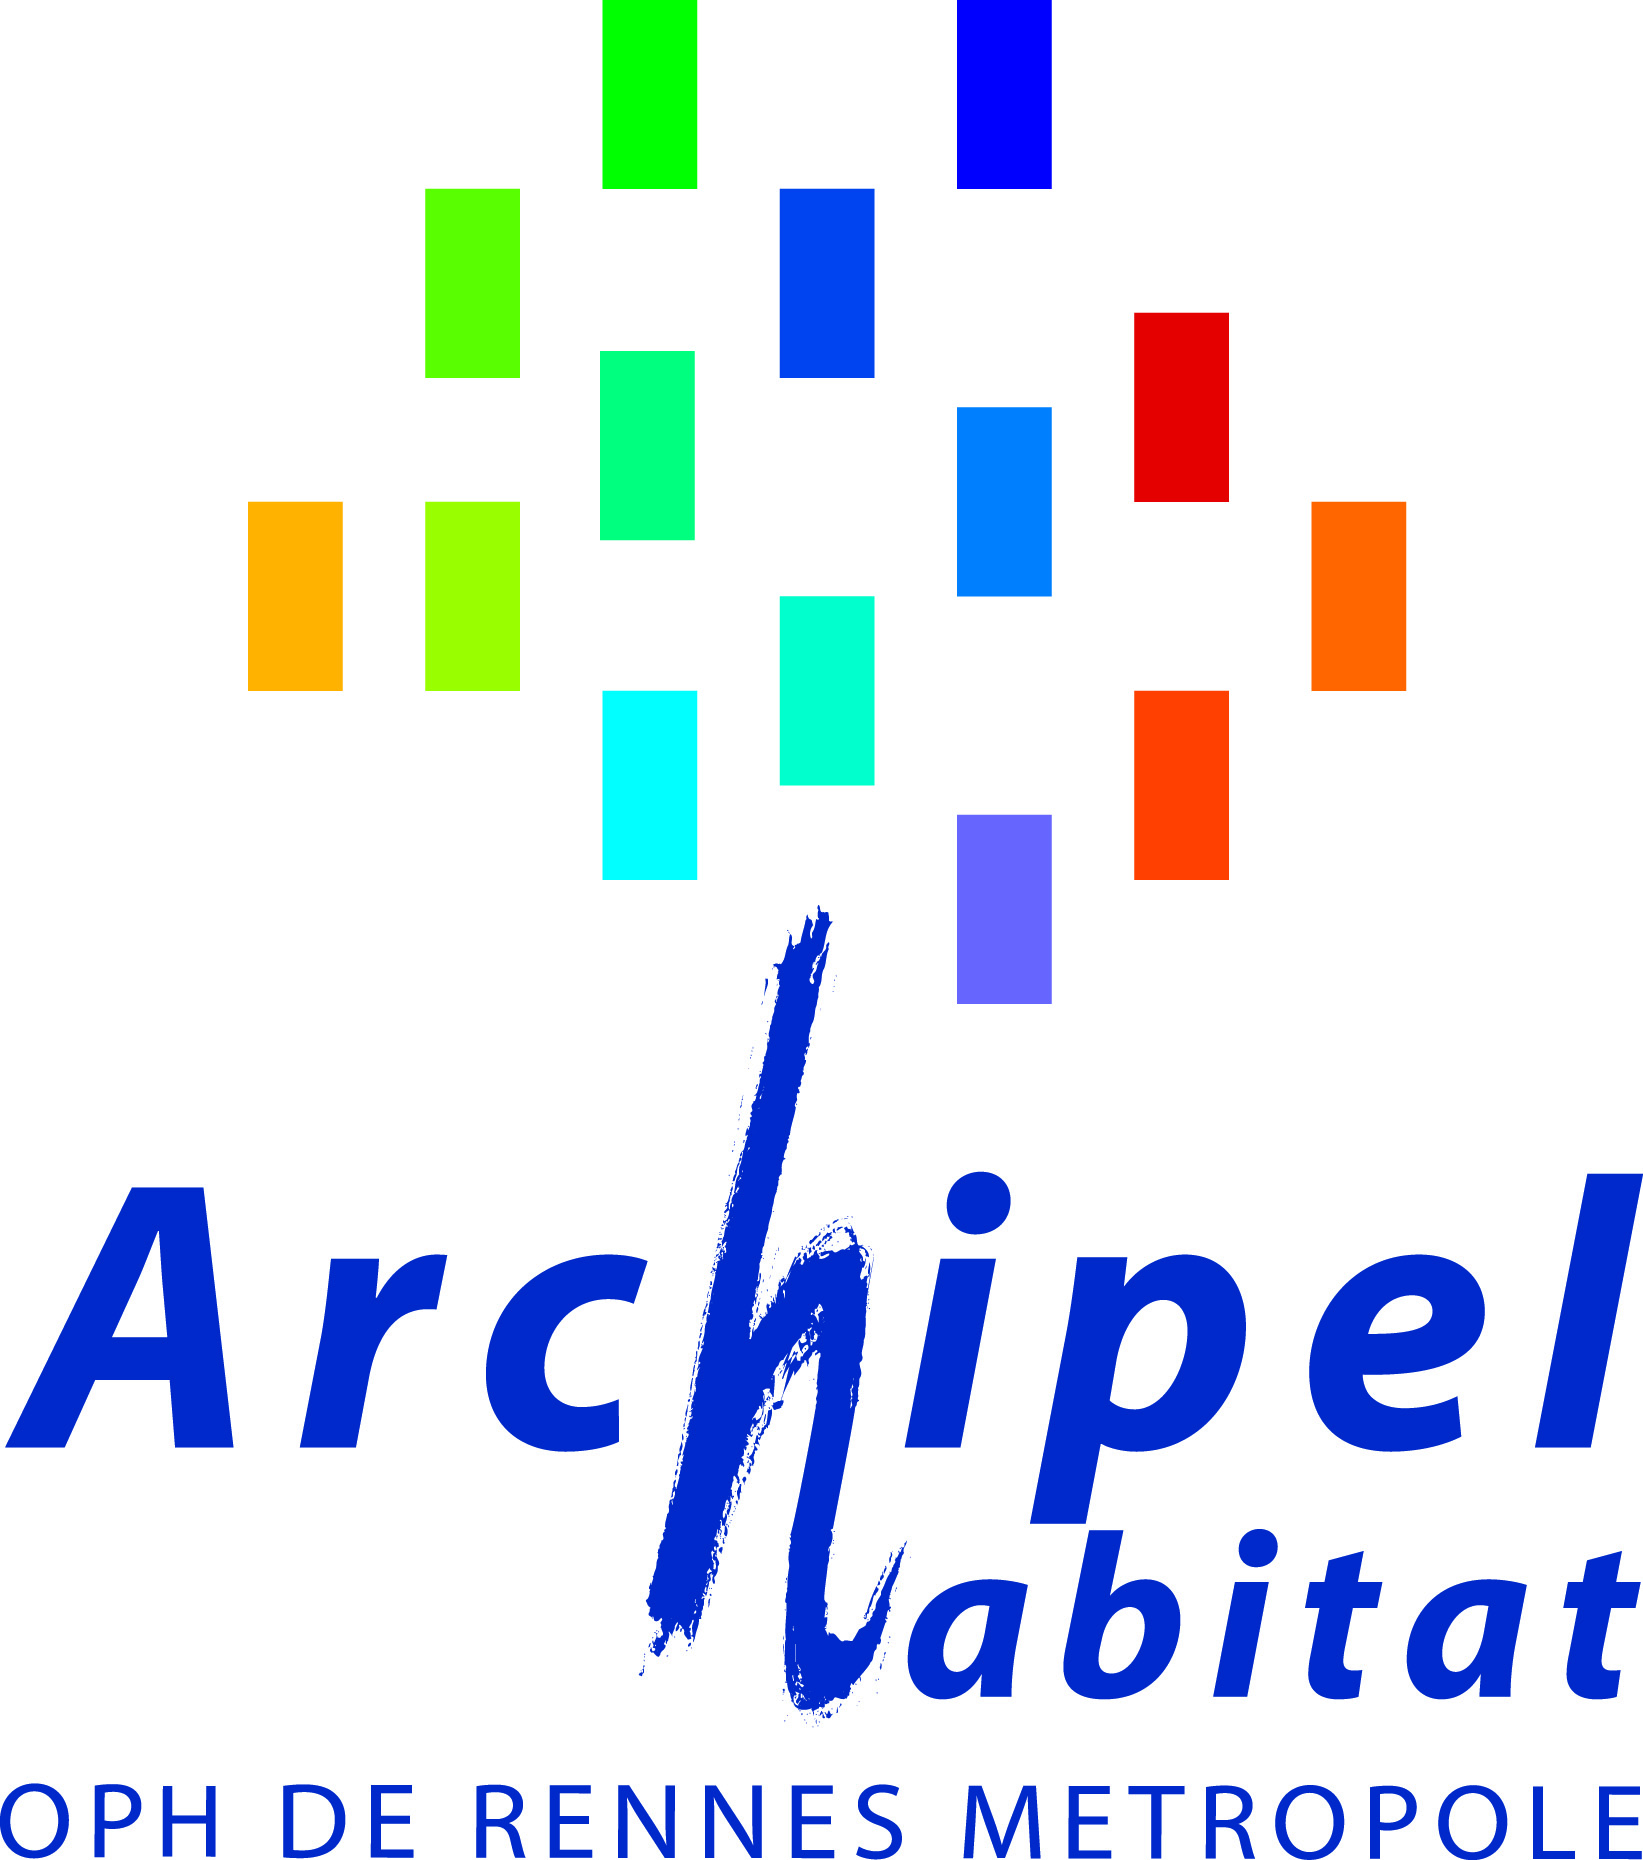 Archipel
habitat
OPH DE RENNES METROPOLE